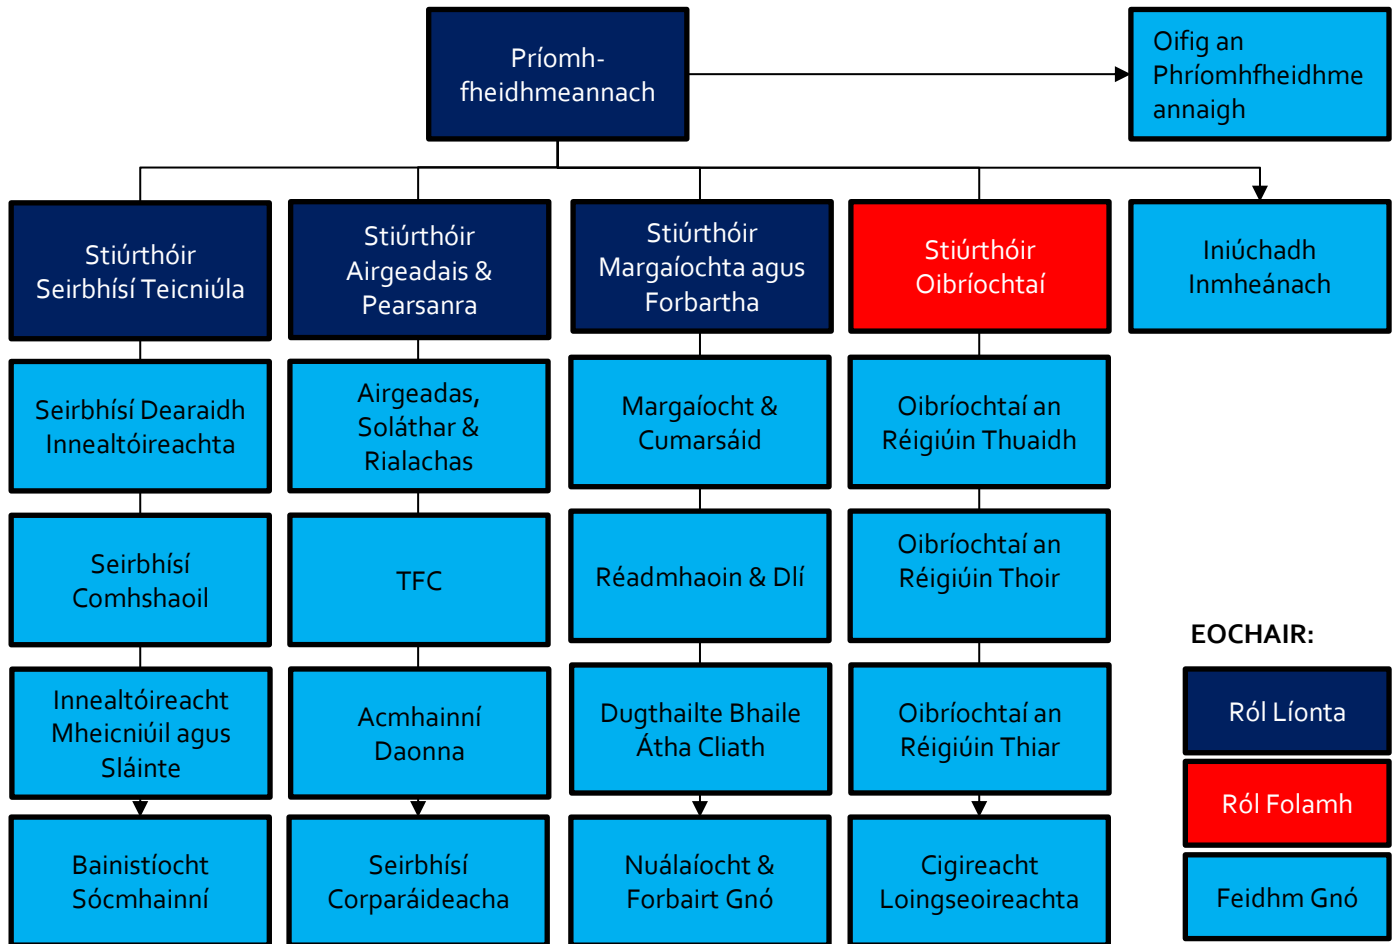 Príomh-
fheidhmeannach
Oifig an
Phríomhfheidhme
annaigh
Stiúrthóir
Seirbhísí Teicniúla
Stiúrthóir
Airgeadais &
Pearsanra
Stiúrthóir
Margaíochta agus
Forbartha
Stiúrthóir
Oibríochtaí
Iniúchadh
Inmheánach
Seirbhísí Dearaidh
Innealtóireachta
Airgeadas,
Soláthar &
Rialachas
Margaíocht &
Cumarsáid
Oibríochtaí an
Réigiúin Thuaidh
Seirbhísí
Comhshaoil
TFC
Réadmhaoin & Dlí
Oibríochtaí an
Réigiúin Thoir
Innealtóireacht
Mheicniúil agus
Sláinte
Acmhainní
Daonna
Dugthailte Bhaile
Átha Cliath
Oibríochtaí an
Réigiúin Thiar
Bainistíocht
Sócmhainní
Seirbhísí
Corparáideacha
Nuálaíocht &
Forbairt Gnó
Cigireacht
Loingseoireachta
EOCHAIR:
Ról Líonta
Ról Folamh
Feidhm Gnó